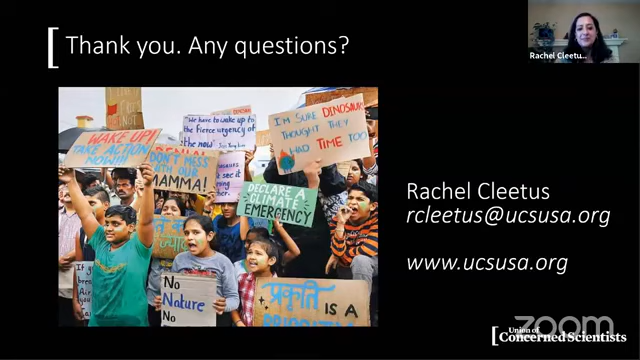 Thank you. Any questions?
Rachel Cleetu...
WAKE UP!
TAKE ACTION
NOW!!!
We have to wake up to
the fierce urgency of
the now
I'M SURE DINOSAURS
THOUGHT THEY
HAD TIME TOO
DON'T MESS
WITH OUR
MAMMA!
DECLARE A
CLIMATE
EMERGENCY
No
Nature
No
प्रकृति IS A
Rachel Cleetus
rcleetus@ucsusa.org
www.ucsusa.org
zoom
Union of
Concerned Scientists